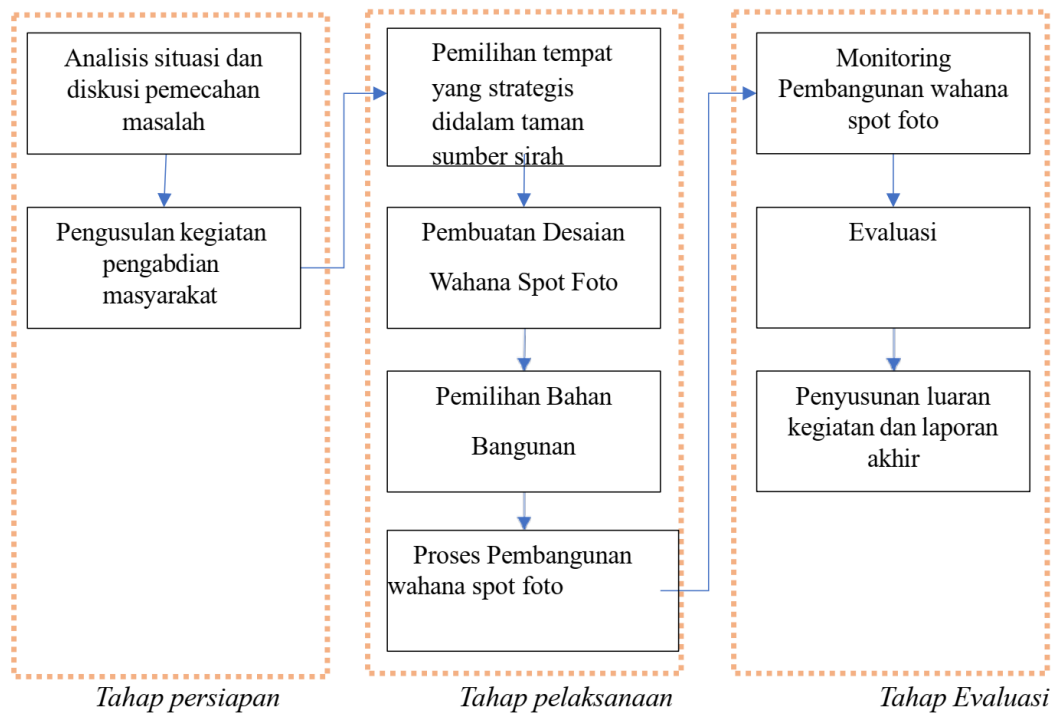 Analisis situasi dan
diskusi pemecahan
masalah
Pengusulan kegiatan
pengabdian
masyarakat
Tahap persiapan
Pemilihan tempat
yang strategis
didalam taman
sumber sirah
Pembuatan Desaian
Wahana Spot Foto
Pemilihan Bahan
Bangunan
Proses Pembangunan
wahana spot foto
Tahap pelaksanaan
Monitoring
Pembangunan wahana
spot foto
Evaluasi
Penyusunan luaran
kegiatan dan laporan
akhir
Tahap Evaluasi